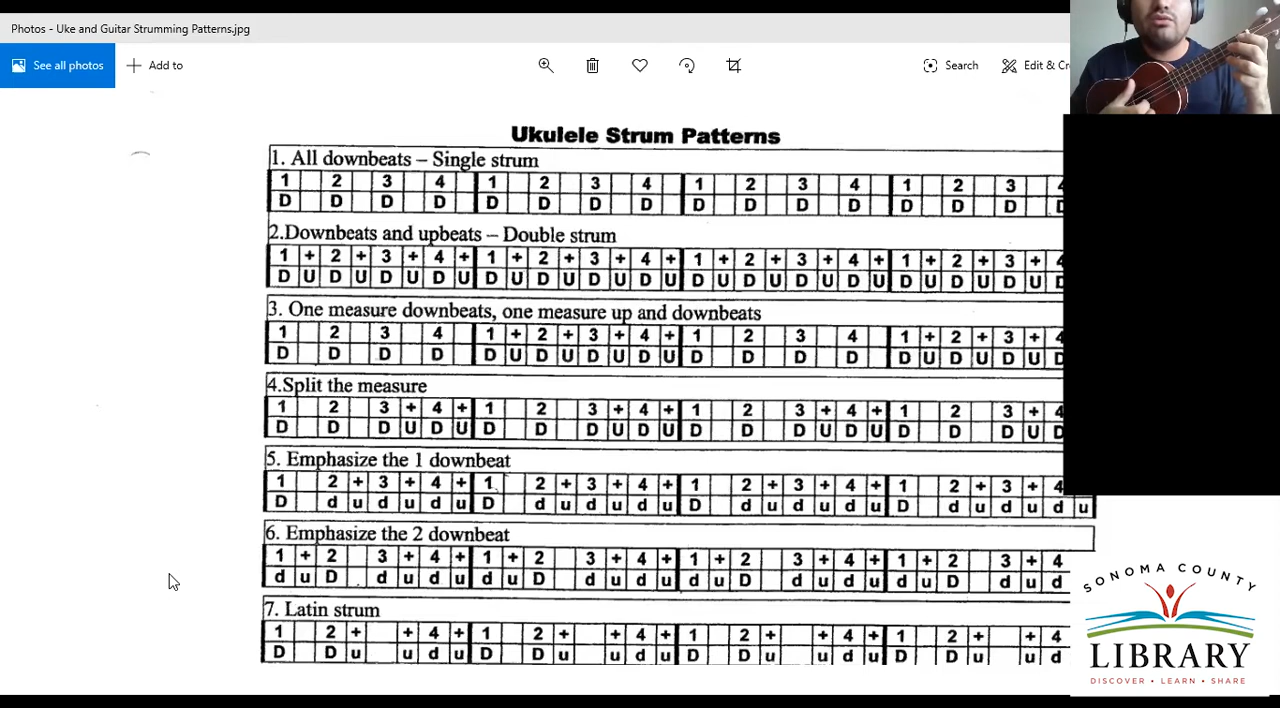 Photos - Uke and Guitar Strumming Patterns.jpg
See all photos
Add to
Search
Edit & Cr
Ukulele Strum Patterns
1. All downbeats – Single strum
1 2 3 4 1 2 3 4 1 2 3 4 1 2 3 4
D D D D D D D D D D D D D D D D
2.Downbeats and upbeats – Double strum
1 + 2 + 3 + 4 + 1 + 2 + 3 + 4 + 1 + 2 + 3 + 4 + 1 + 2 + 3 + 4
D U D U D U D U D U D U D U D U D U D U D U D U D U D U D U D
3. One measure downbeats, one measure up and downbeats
1 2 3 4 1 + 2 + 3 + 4 + 1 2 3 4 1 + 2 + 3 + 4
D D D D D U D U D U D U D D D D D U D U D U D
4.Split the measure
1 2 3 + 4 + 1 2 3 + 4 + 1 2 3 + 4 + 1 2 3 + 4
D D D U D U D D D U D U D D D U D U D D D U D
5. Emphasize the 1 downbeat
1 2 + 3 + 4 + 1 2 + 3 + 4 + 1 2 + 3 + 4 + 1 2 + 3 + 4
D d u d u d u D d u d u d u D d u d u d u D d u d u d u
6. Emphasize the 2 downbeat
1 + 2 3 + 4 + 1 + 2 3 + 4 + 1 + 2 3 + 4 + 1 + 2 3 + 4
d u D d u d u d u D d u d u d u D d u d u d u D d u d
7. Latin strum
1 2 + + 4 + 1 2 + + 4 + 1 2 + + 4 + 1 2 + + 4
D D u u d u D D u u d u D D u u d u D D u u d
SONOMA COUNTY
LIBRARY
DISCOVER • LEARN • SHARE